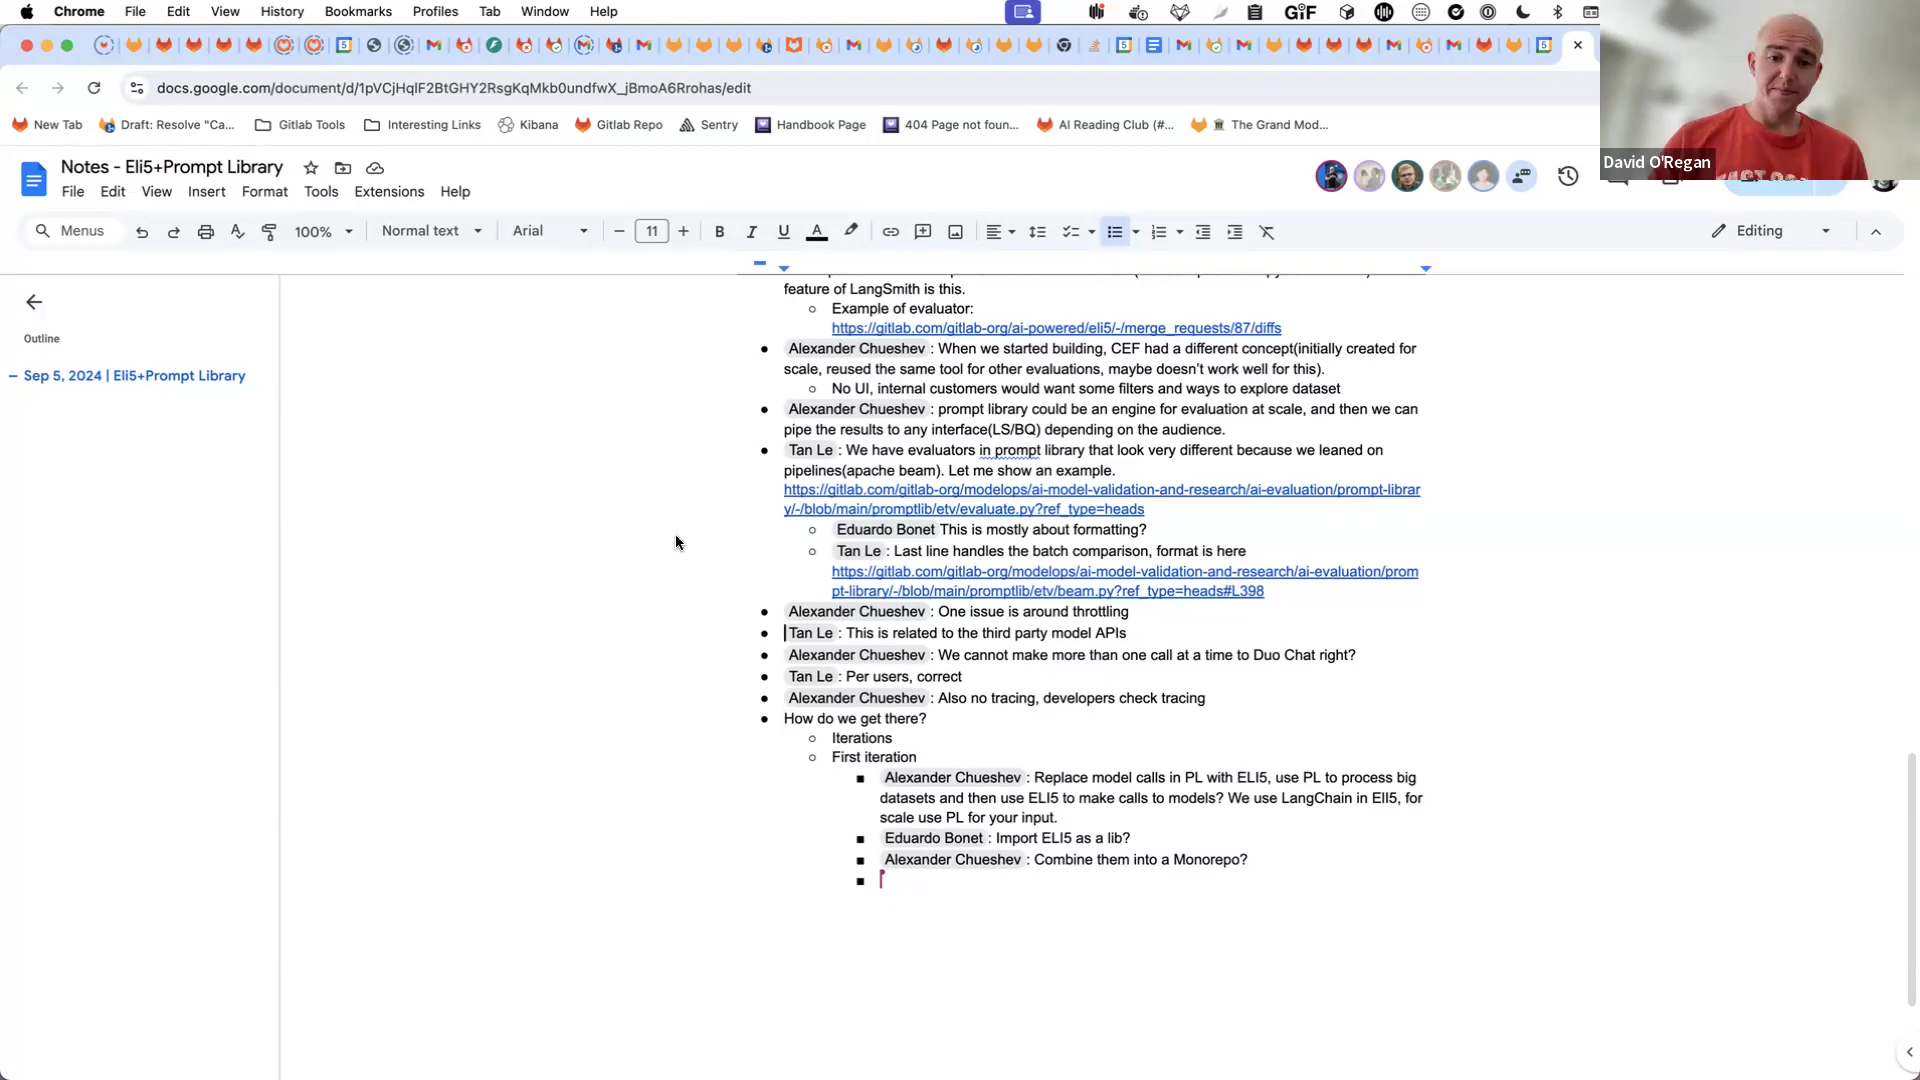 Chrome File Edit View History Bookmarks Profiles Tab Window Help
GIF
docs.google.com/document/d/1pVCjHqlF2BtGHY2RsgKqMkb0undfwX_jBmoA6Rrohas/edit
New Tab Draft: Resolve "Ca... Gitlab Tools Interesting Links Kibana Gitlab Repo Sentry Handbook Page 404 Page not foun... AI Reading Club (#... The Grand Mod...
David O'Regan
Notes - Eli5+Prompt Library
File Edit View Insert Format Tools Extensions Help
Menus 100% Normal text Arial 11 Editing
Outline
Sep 5, 2024 | Eli5+Prompt Library
feature of LangSmith is this.
Example of evaluator:
https://gitlab.com/gitlab-org/ai-powered/eli5/-/merge_requests/87/diffs
Alexander Chueshev : When we started building, CEF had a different concept(initially created for
scale, reused the same tool for other evaluations, maybe doesn't work well for this).
No UI, internal customers would want some filters and ways to explore dataset
Alexander Chueshev : prompt library could be an engine for evaluation at scale, and then we can
pipe the results to any interface(LS/BQ) depending on the audience.
Tan Le : We have evaluators in prompt library that look very different because we leaned on
pipelines(apache beam). Let me show an example.
https://gitlab.com/gitlab-org/modelops/ai-model-validation-and-research/ai-evaluation/prompt-librar
y/-/blob/main/promptlib/etv/evaluate.py?ref_type=heads
Eduardo Bonet This is mostly about formatting?
Tan Le : Last line handles the batch comparison, format is here
https://gitlab.com/gitlab-org/modelops/ai-model-validation-and-research/ai-evaluation/prom
pt-library/-/blob/main/promptlib/etv/beam.py?ref_type=heads#L398
Alexander Chueshev : One issue is around throttling
Tan Le : This is related to the third party model APIs
Alexander Chueshev : We cannot make more than one call at a time to Duo Chat right?
Tan Le : Per users, correct
Alexander Chueshev : Also no tracing, developers check tracing
How do we get there?
Iterations
First iteration
Alexander Chueshev : Replace model calls in PL with ELI5, use PL to process big
datasets and then use ELI5 to make calls to models? We use LangChain in ElI5, for
scale use PL for your input.
Eduardo Bonet : Import ELI5 as a lib?
Alexander Chueshev : Combine them into a Monorepo?